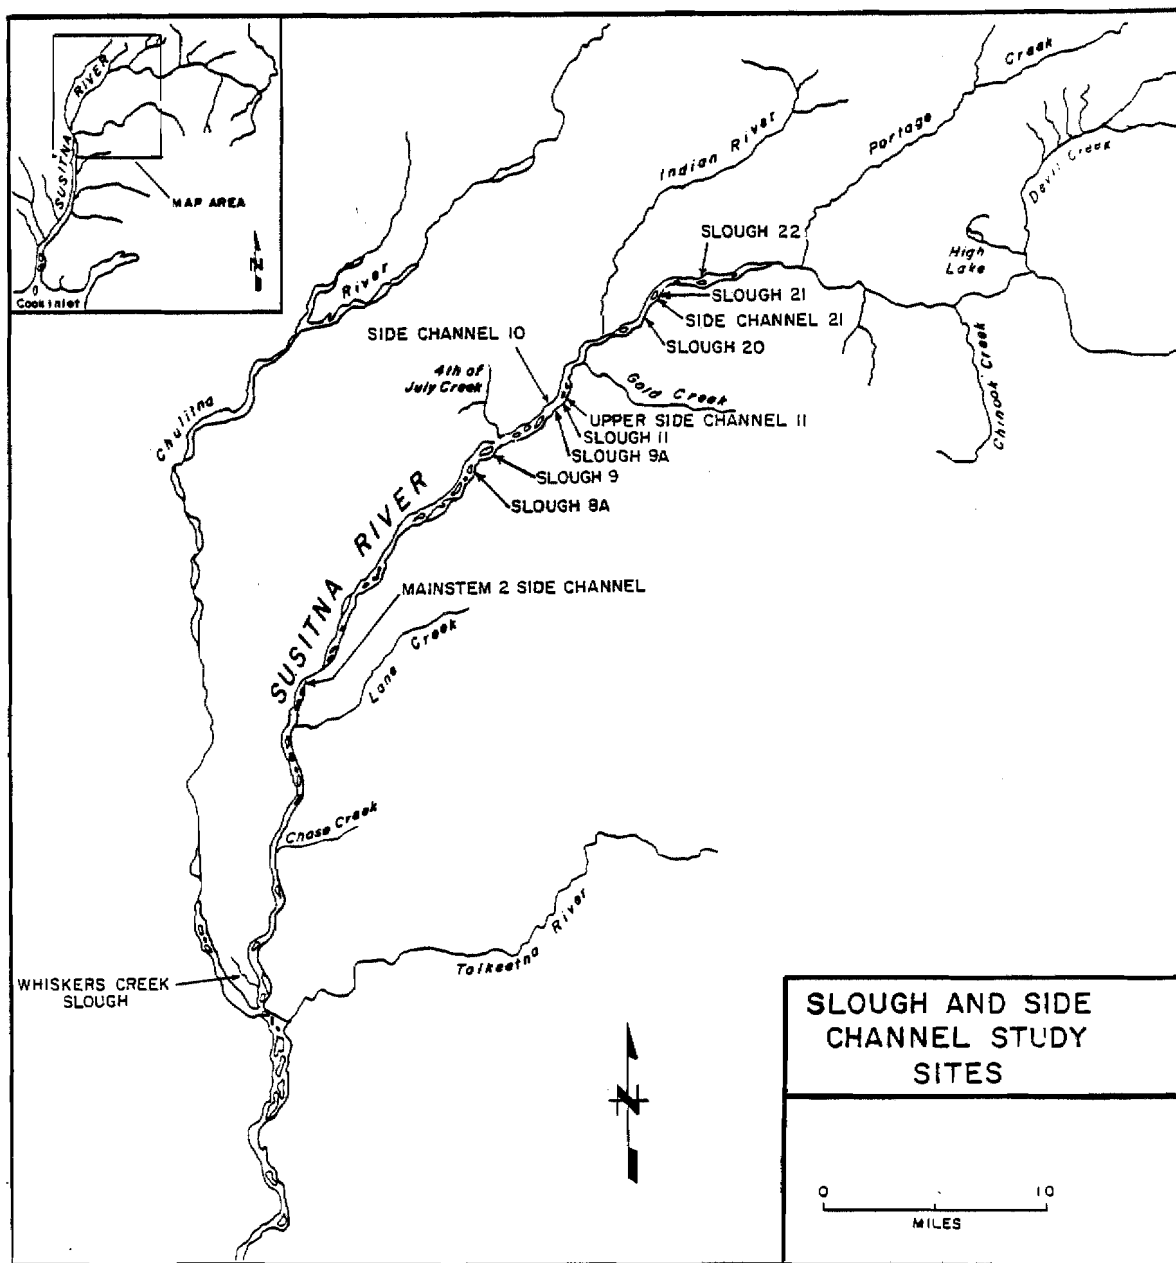 SUSITNA RIVER
MAP AREA
N
Cook Inlet
Creek
Portage
Indian River
Devil Creek
High
Lake
SLOUGH 22
SLOUGH 21
SIDE CHANNEL 21
SLOUGH 20
River
Chulitna
SIDE CHANNEL 10
4th of
July Creek
Gold Creek
Chinook Creek
UPPER SIDE CHANNEL 11
SLOUGH 11
SLOUGH 9A
SLOUGH 9
SLOUGH 8A
SUSITNA RIVER
MAINSTEM 2 SIDE CHANNEL
Lane Creek
Chase Creek
Talkeetna River
WHISKERS CREEK
SLOUGH
N
SLOUGH AND SIDE
CHANNEL STUDY
SITES
0 10
MILES